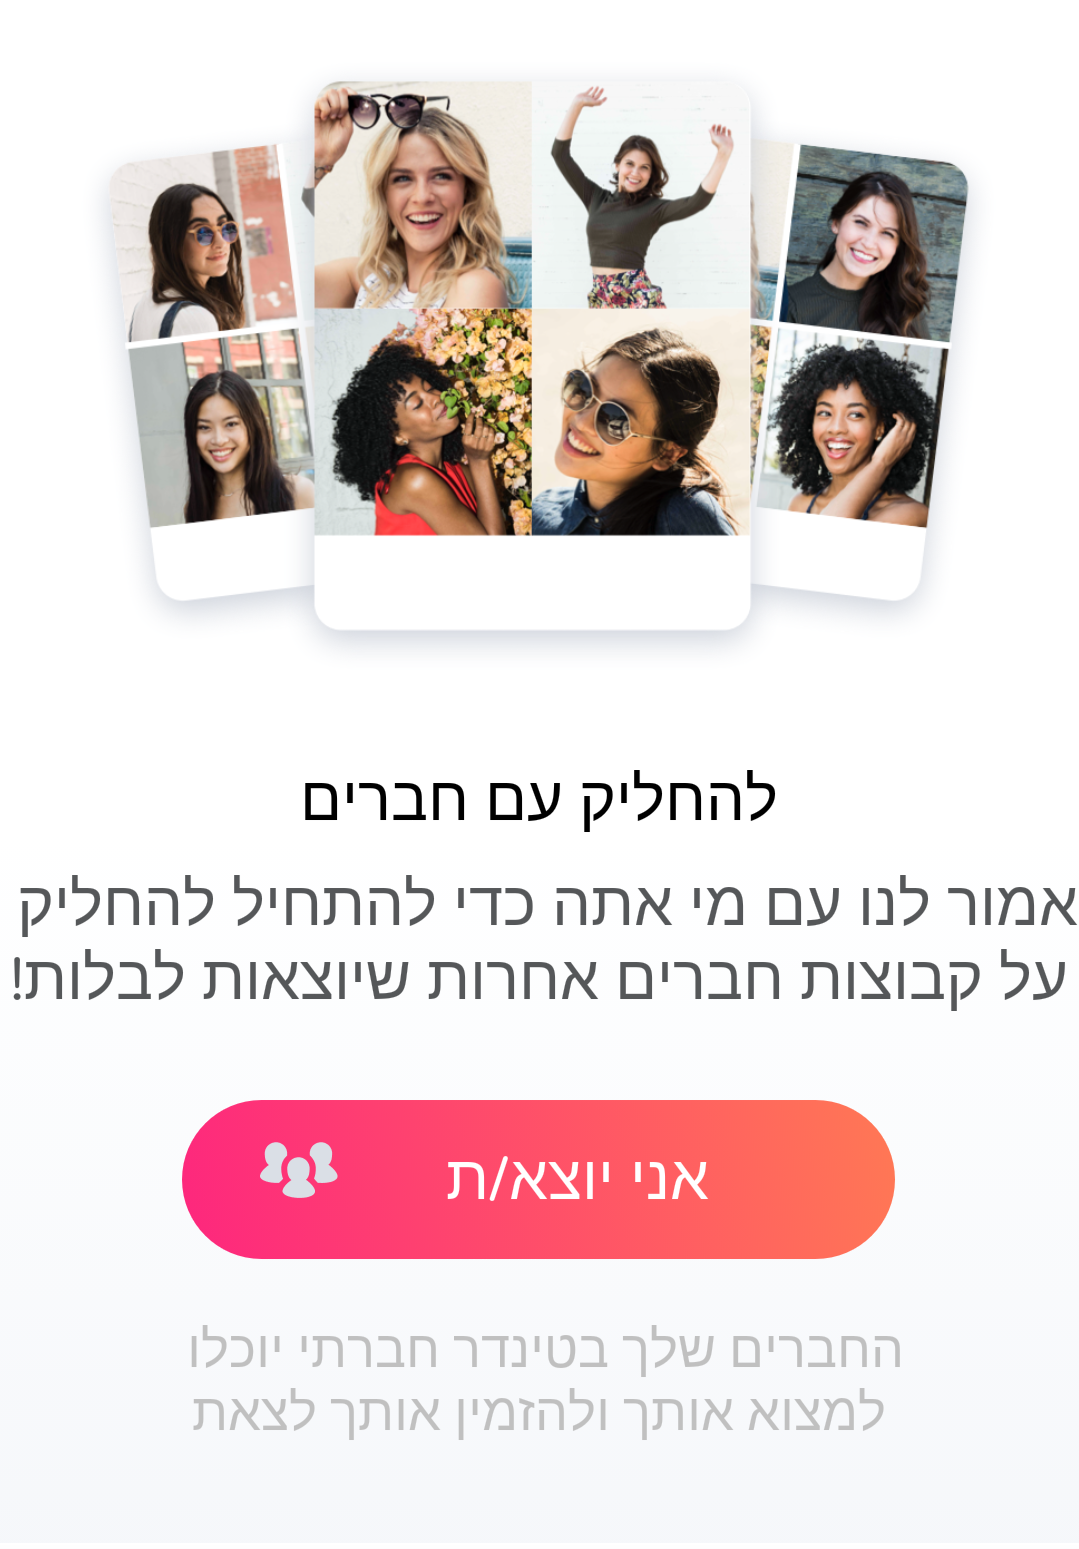 להחליק עם חברים
אמור לנו עם מי אתה כדי להתחיל להחליק
על קבוצות חברים אחרות שיוצאות לבלות!
אני יוצא/ת
החברים שלך בטינדר חברתי יוכלו
למצוא אותך ולהזמין אותך לצאת